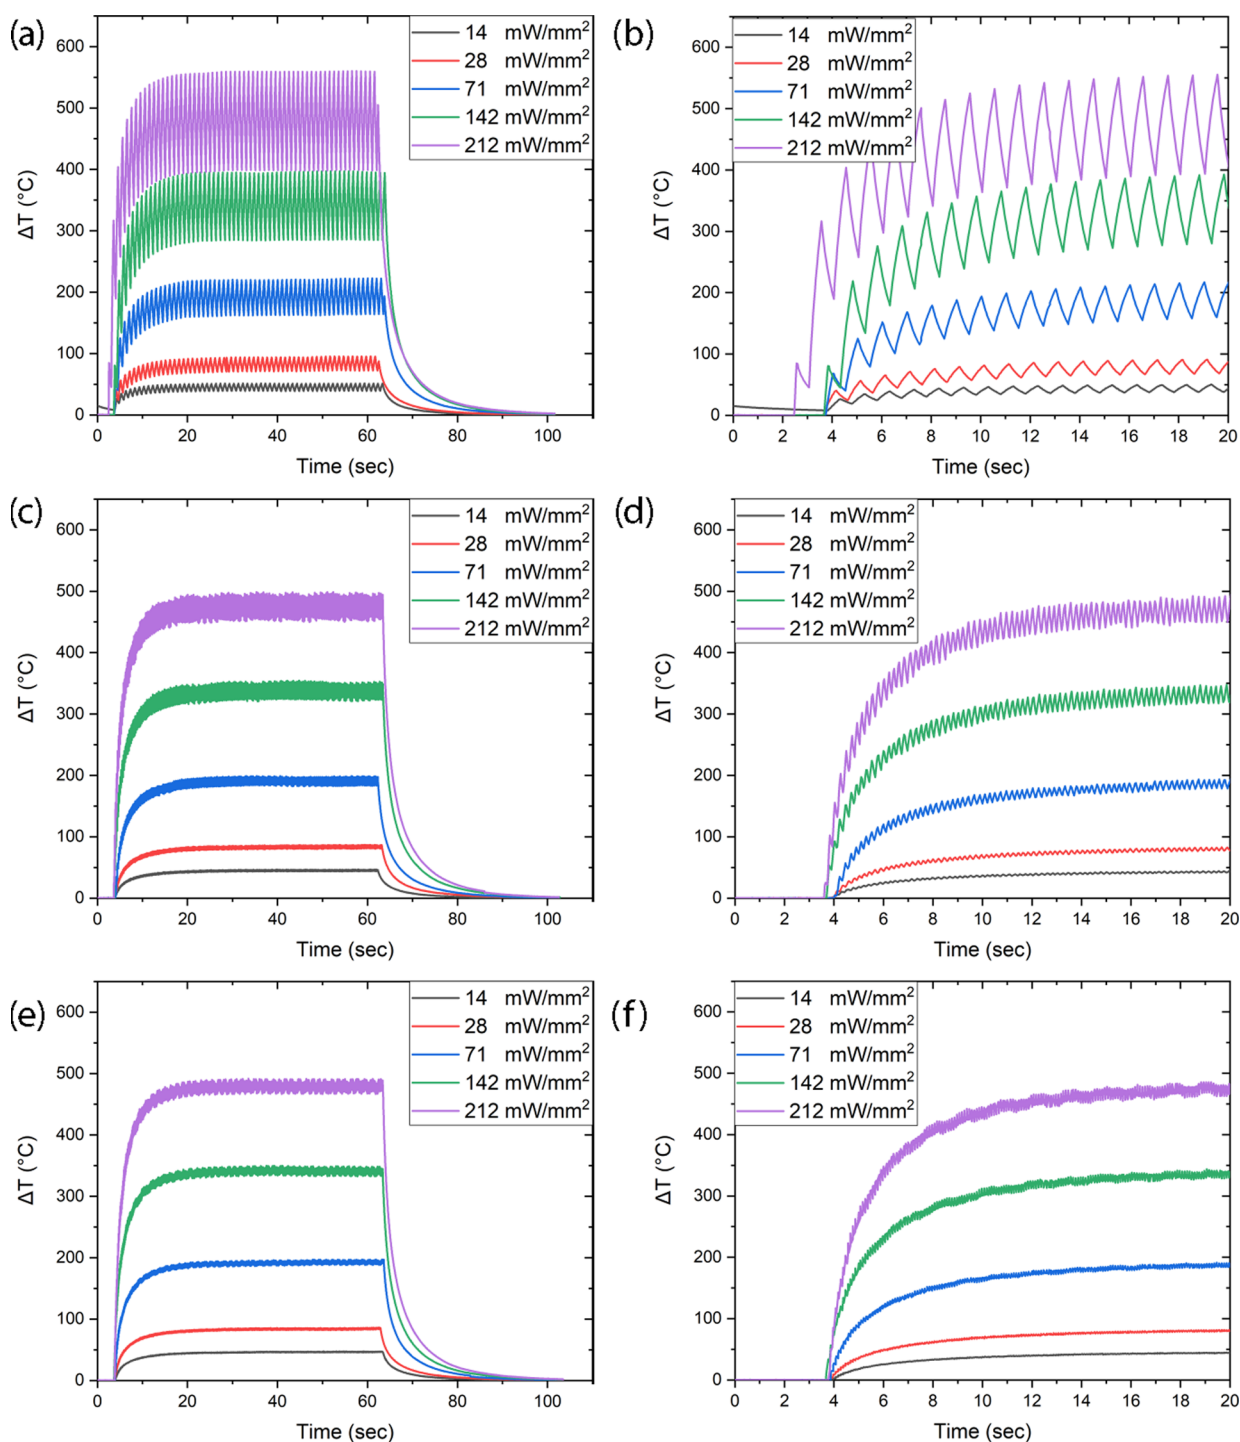 (a)
600
500
400
300
200
100
0
ΔT (°C)
14 mW/mm²
28 mW/mm²
71 mW/mm²
142 mW/mm²
212 mW/mm²
0 20 40 60 80 100
Time (sec)
(b)
600
500
400
300
200
100
0
ΔT (°C)
14 mW/mm²
28 mW/mm²
71 mW/mm²
142 mW/mm²
212 mW/mm²
0 2 4 6 8 10 12 14 16 18 20
Time (sec)
(c)
600
500
400
300
200
100
0
ΔT (°C)
14 mW/mm²
28 mW/mm²
71 mW/mm²
142 mW/mm²
212 mW/mm²
0 20 40 60 80 100
Time (sec)
(d)
600
500
400
300
200
100
0
ΔT (°C)
14 mW/mm²
28 mW/mm²
71 mW/mm²
142 mW/mm²
212 mW/mm²
0 2 4 6 8 10 12 14 16 18 20
Time (sec)
(e)
600
500
400
300
200
100
0
ΔT (°C)
14 mW/mm²
28 mW/mm²
71 mW/mm²
142 mW/mm²
212 mW/mm²
0 20 40 60 80 100
Time (sec)
(f)
600
500
400
300
200
100
0
ΔT (°C)
14 mW/mm²
28 mW/mm²
71 mW/mm²
142 mW/mm²
212 mW/mm²
0 2 4 6 8 10 12 14 16 18 20
Time (sec)